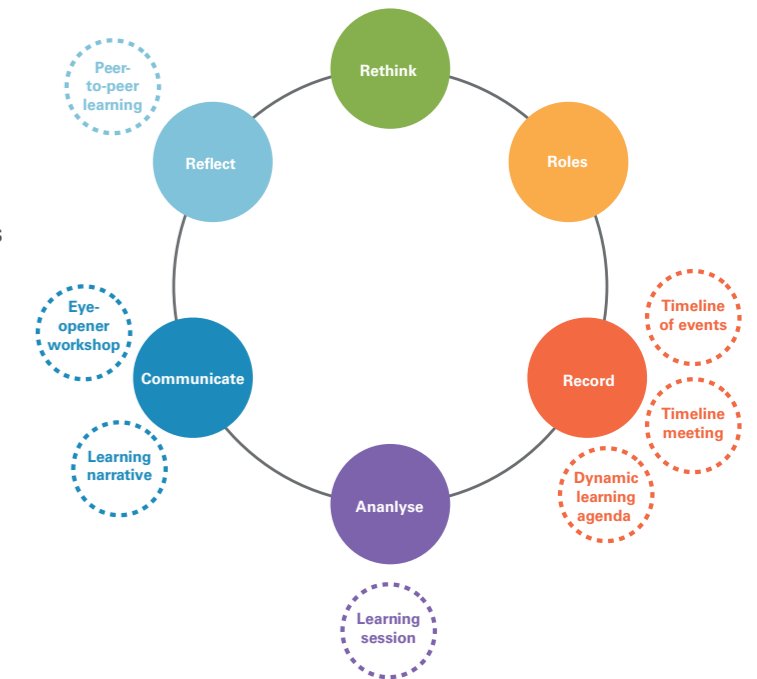 Rethink
Roles
Record
Timeline
of events
Timeline
meeting
Dynamic
learning
agenda
Ananlyse
Learning
session
Communicate
Eye-
opener
workshop
Learning
narrative
Reflect
Peer-
to-peer
learning
s